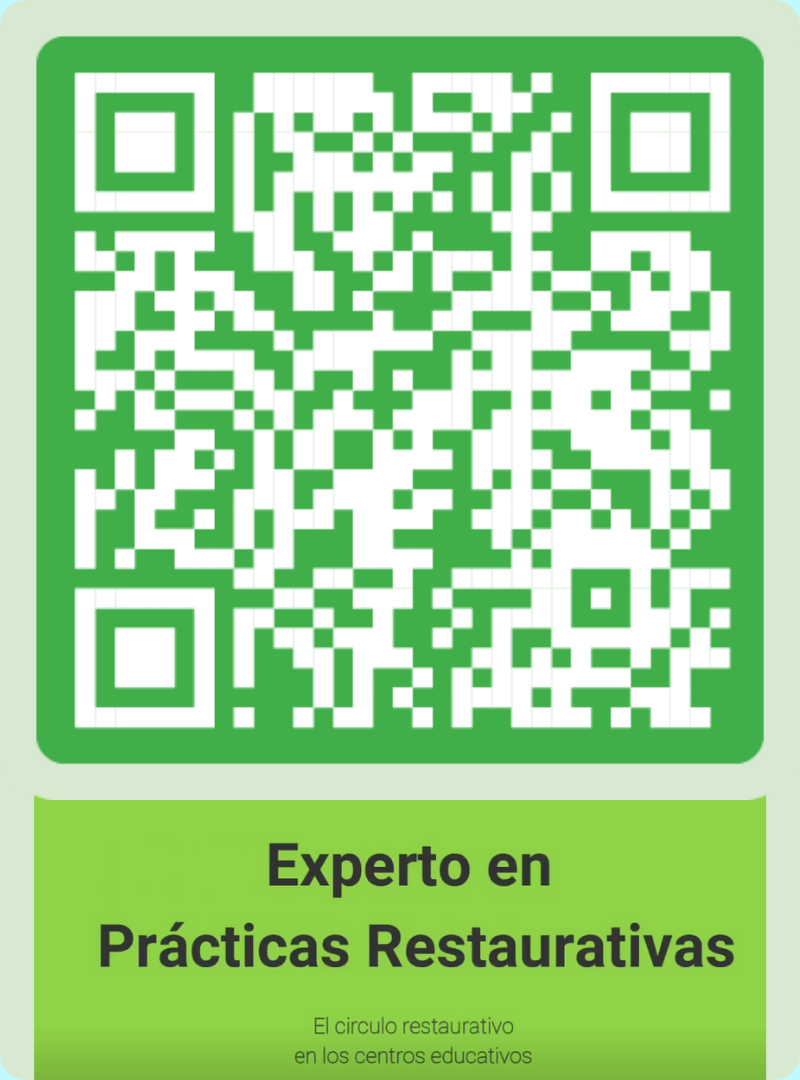 Experto en
Prácticas Restaurativas
El circulo restaurativo
en los centros educativos